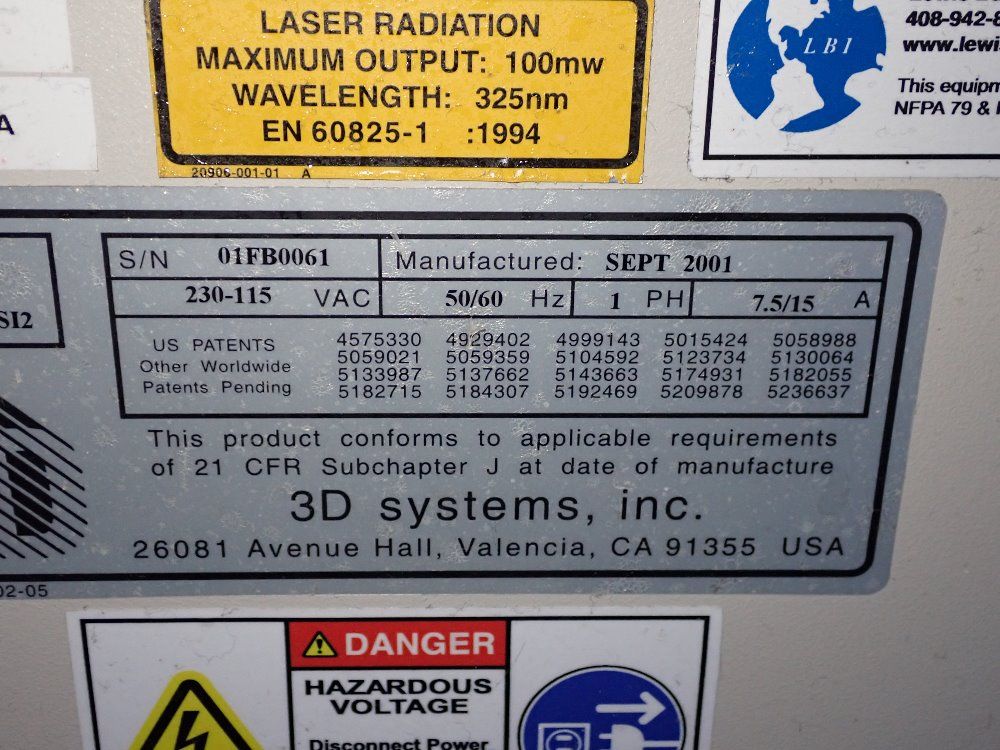 LASER RADIATION
MAXIMUM OUTPUT: 100mw
WAVELENGTH: 325nm
EN 60825-1 :1994
20906-001-01 A
LBI
408-942-8
www.lewi
This equipm
NFPA 79 &
A
SI2
S/N 01FB0061 Manufactured: SEPT 2001
230-115 VAC 50/60 Hz 1 PH 7.5/15 A
US PATENTS
Other Worldwide
Patents Pending
4575330 4929402 4999143 5015424 5058988
5059021 5059359 5104592 5123734 5130064
5133987 5137662 5143663 5174931 5182055
5182715 5184307 5192469 5209878 5236637
This product conforms to applicable requirements
of 21 CFR Subchapter J at date of manufacture
3D systems, inc.
26081 Avenue Hall, Valencia, CA 91355 USA
02-05
DANGER
HAZARDOUS
VOLTAGE
Disconnect Power